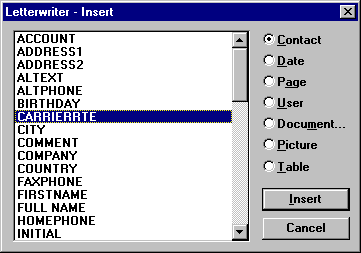 Letterwriter - Insert
ACCOUNT
ADDRESS1
ADDRESS2
ALTEXT
ALTPHONE
BIRTHDAY
CARRIERRTE
CITY
COMMENT
COMPANY
COUNTRY
FAXPHONE
FIRSTNAME
FULL NAME
HOMEPHONE
INITIAL
Contact
Date
Page
User
Document...
Picture
Table
Insert
Cancel